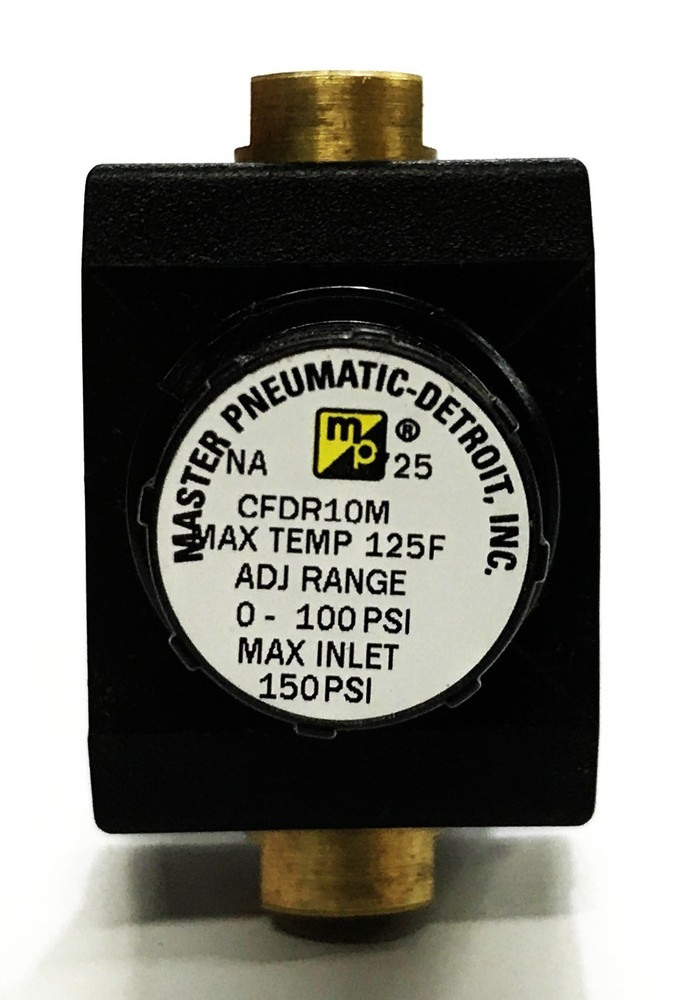 MASTER PNEUMATIC-DETROIT, INC.
mp ®
NA '25
CFDR10M
MAX TEMP 125F
ADJ RANGE
0 - 100 PSI
MAX INLET
150 PSI